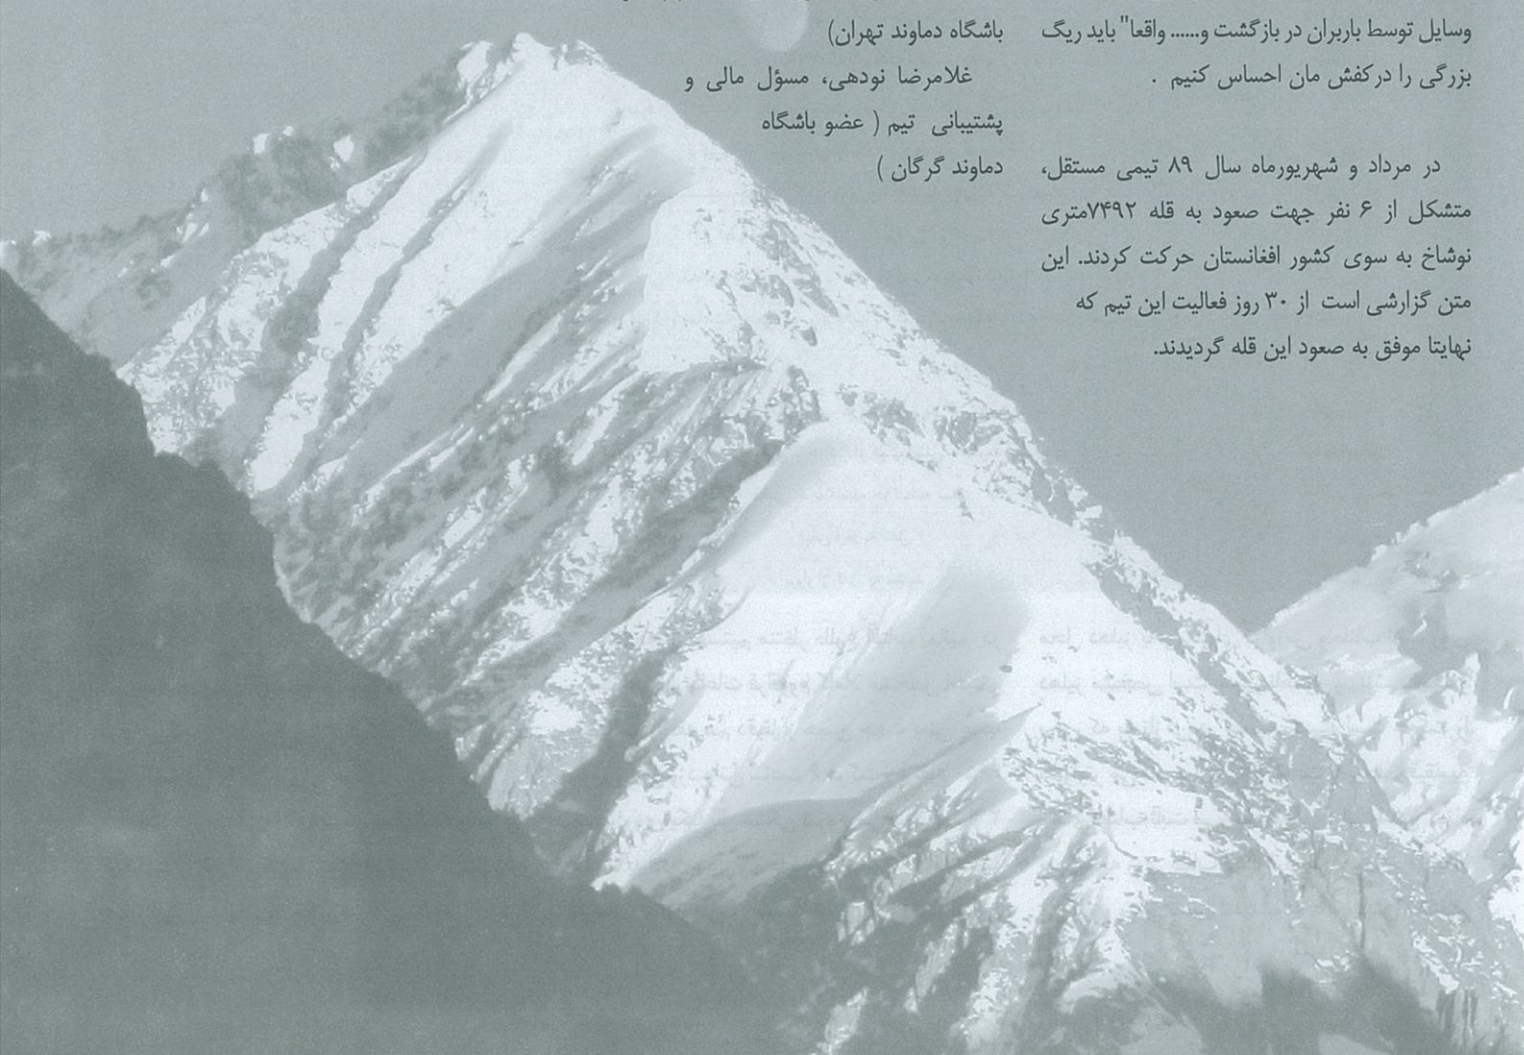 وسایل توسط باربران در بازگشت و...... واقعا" باید ریگ
بزرگی را درکفش مان احساس کنیم .
در مرداد و شهریورماه سال ۸۹ تیمی مستقل،
متشکل از ۶ نفر جهت صعود به قله ۷۴۹۲متری
نوشاخ به سوی کشور افغانستان حرکت کردند. این
متن گزارشی است از ۳۰ روز فعالیت این تیم که
نهایتا موفق به صعود این قله گردیدند.
باشگاه دماوند تهران)
غلامرضا نودهی، مسؤل مالی و
پشتیبانی تیم ( عضو باشگاه
دماوند گرگان )